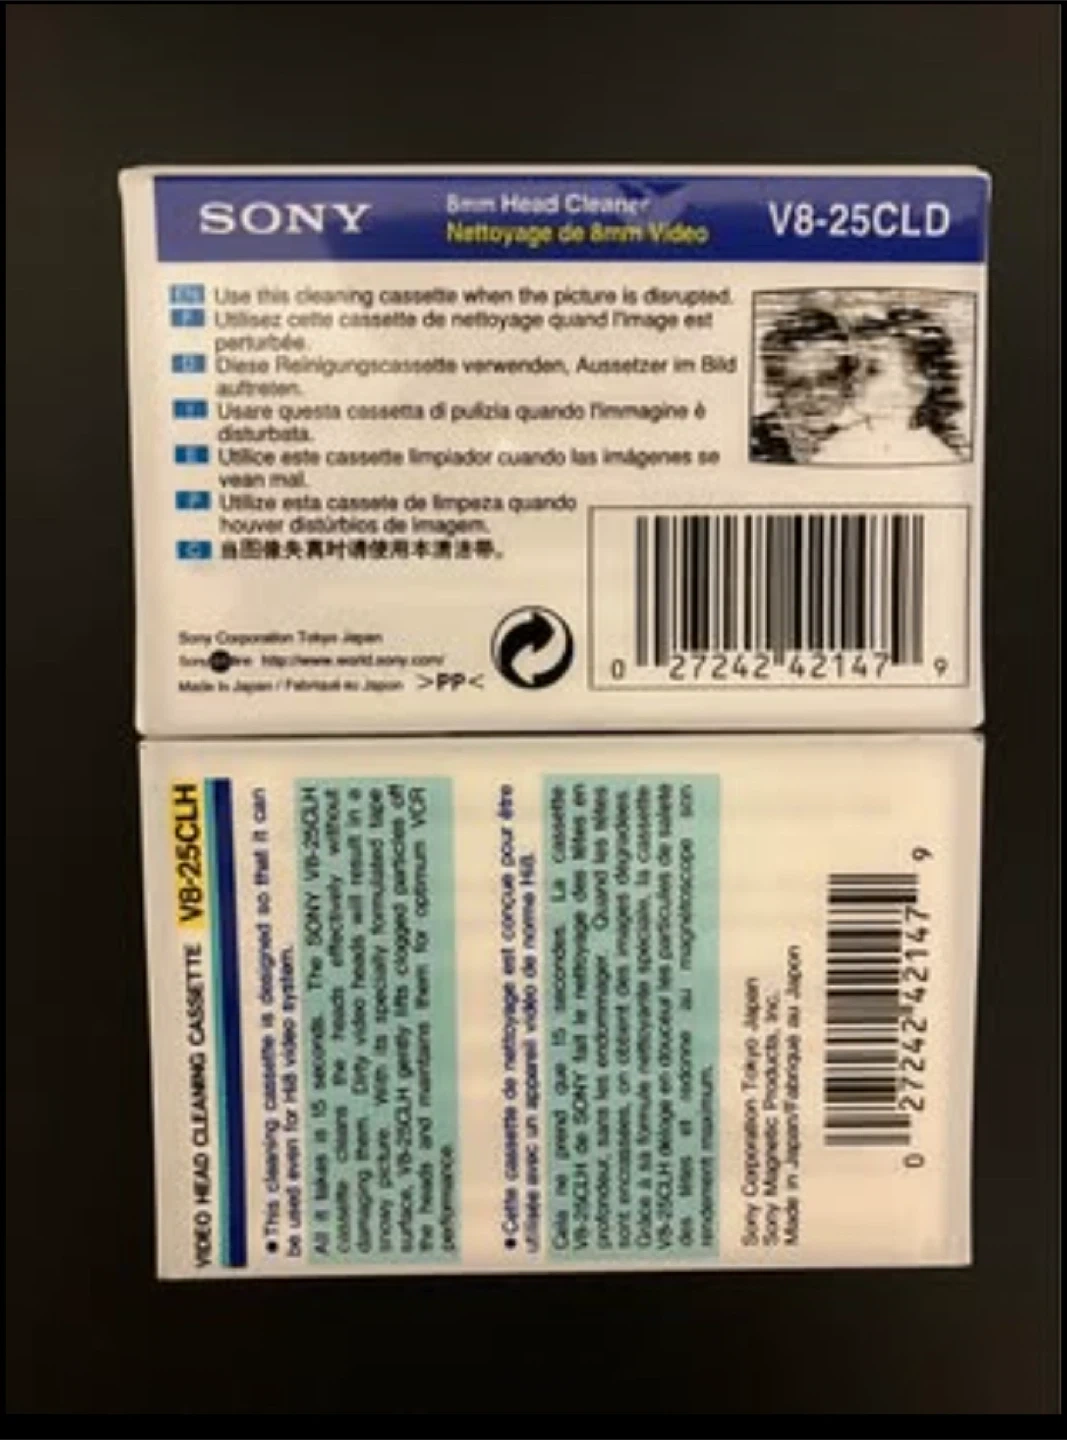 SONY
8mm Head Cleaner
Nettoyage de 8mm Video
V8-25CLD
EN Use this cleaning cassette when the picture is disrupted.
F Utilisez cette cassette de nettoyage quand l'image est
perturbée.
D Diese Reinigungscassette verwenden, Aussetzer im Bild
auftreten.
I Usare questa cassetta di pulizia quando l'immagine è
disturbata.
E Utilice este cassette limpiador cuando las imágenes se
vean mal.
P Utilize esta cassete de limpeza quando
houver distúrbios de imagem.
C 当图像失真时请使用本清洁带。
Sony Corporation Tokyo Japan
Sony online http://www.world.sony.com/
Made in Japan / Fabriqué au Japon >PP<
0 27242 42147 9
VIDEO HEAD CLEANING CASSETTE V8-25CLH
●This cleaning cassette is designed so that it can
be used even for Hi8 video system.
All it takes is 15 seconds. The SONY V8-25CLH
cassette cleans the heads effectively without
damaging them. Dirty video heads will result in a
snowy picture. With its specially formulated tape
surface, V8-25CLH gently lifts clogged particles off
the heads and maintains them for optimum VCR
performance.
●Cette cassette de nettoyage est conçue pour être
utilisée avec un appareil vidéo de norme Hi8.
Cela ne prend que 15 secondes. La cassette
V8-25CLH de SONY fait le nettoyage des têtes en
profondeur, sans les endommager. Quand les têtes
sont encrassées, on obtient des images dégradées.
Grâce à sa formule nettoyante spéciale, la cassette
V8-25CLH déloge en douceur les particules de saleté
des têtes et redonne au magnétoscope son
rendement maximum.
Sony Corporation Tokyo Japan
Sony Magnetic Products, Inc.
Made in Japan/Fabriqué au Japon
0 27242 42147 9